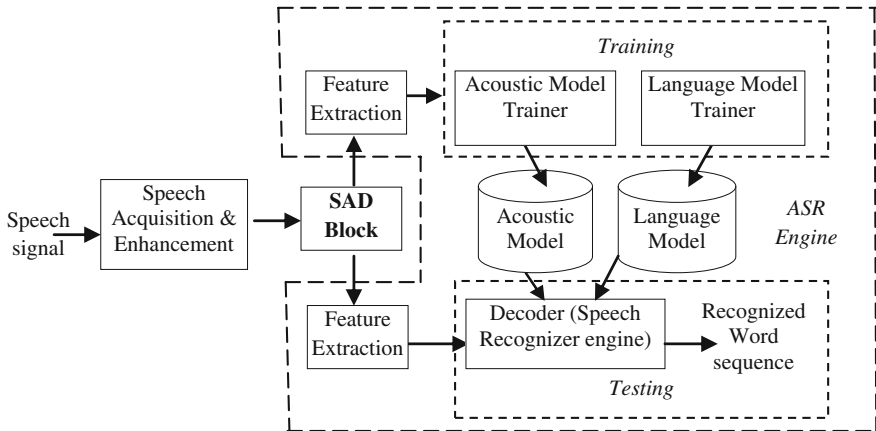 Training
Feature
Extraction
Acoustic Model
Trainer
Language Model
Trainer
Speech
signal
Speech
Acquisition &
Enhancement
SAD
Block
Acoustic
Model
Language
Model
ASR
Engine
Feature
Extraction
Decoder (Speech
Recognizer engine)
Recognized
Word
sequence
Testing